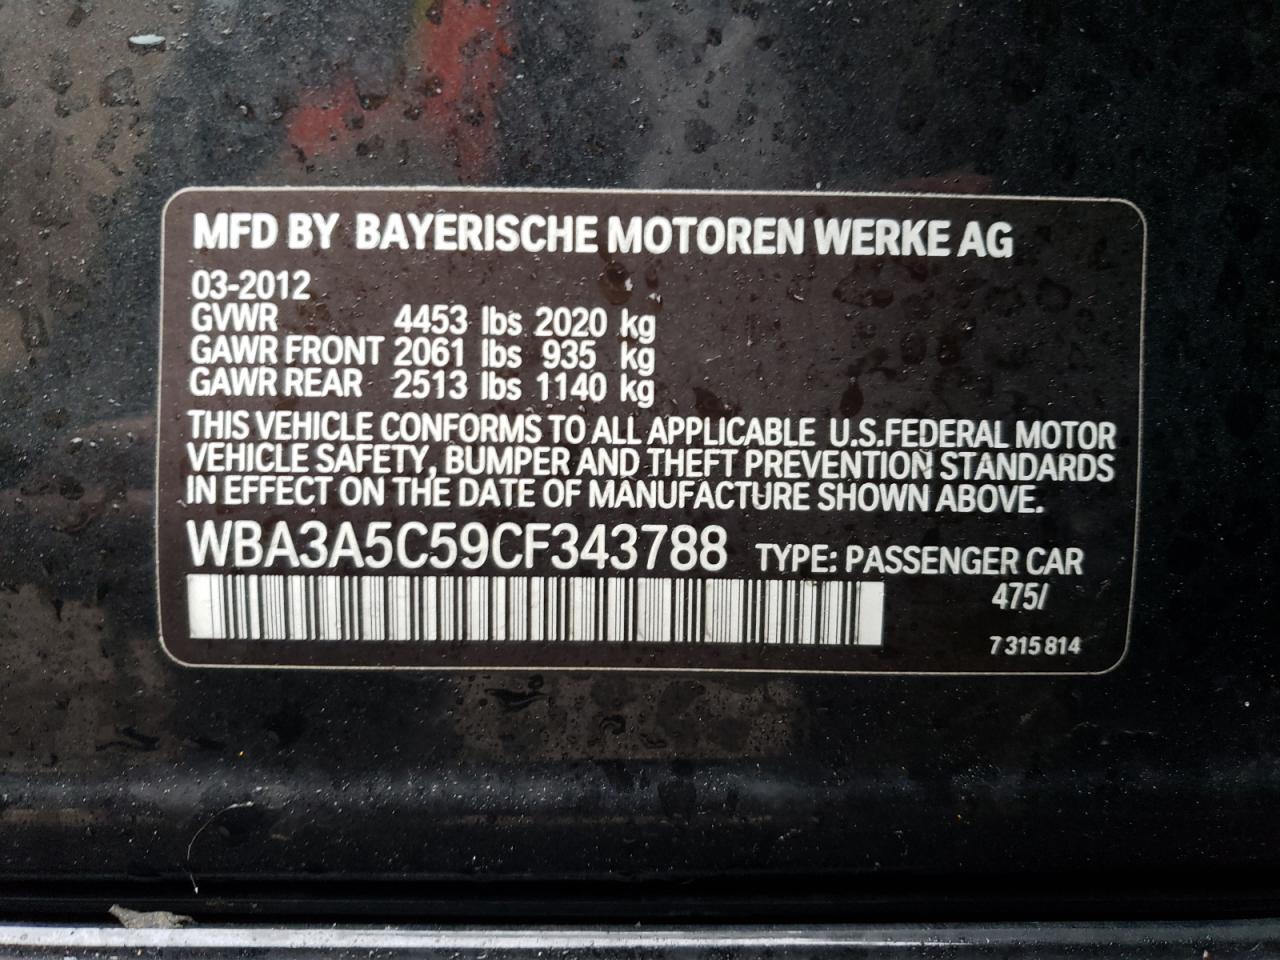 MFD BY BAYERISCHE MOTOREN WERKE AG
03-2012
GVWR 4453 lbs 2020 kg
GAWR FRONT 2061 lbs 935 kg
GAWR REAR 2513 lbs 1140 kg
THIS VEHICLE CONFORMS TO ALL APPLICABLE U.S.FEDERAL MOTOR
VEHICLE SAFETY, BUMPER AND THEFT PREVENTION STANDARDS
IN EFFECT ON THE DATE OF MANUFACTURE SHOWN ABOVE.
WBA3A5C59CF343788 TYPE: PASSENGER CAR
475/
7 315 814